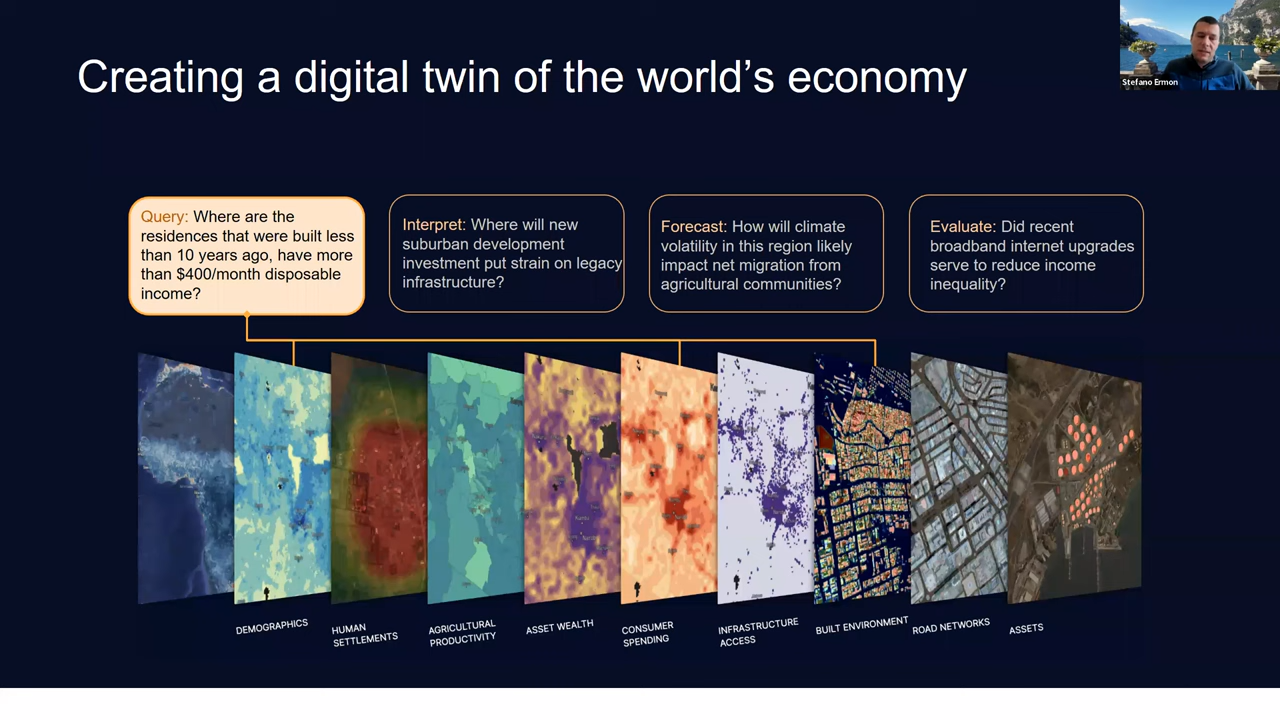 Creating a digital twin of the world's economy
Stefano Ermon
Query: Where are the
residences that were built less
than 10 years ago, have more
than $400/month disposable
income?
Interpret: Where will new
suburban development
investment put strain on legacy
infrastructure?
Forecast: How will climate
volatility in this region likely
impact net migration from
agricultural communities?
Evaluate: Did recent
broadband internet upgrades
serve to reduce income
inequality?
DEMOGRAPHICS
HUMAN
SETTLEMENTS
AGRICULTURAL
PRODUCTIVITY
ASSET WEALTH
CONSUMER
SPENDING
INFRASTRUCTURE
ACCESS
BUILT ENVIRONMENT
ROAD NETWORKS
ASSETS